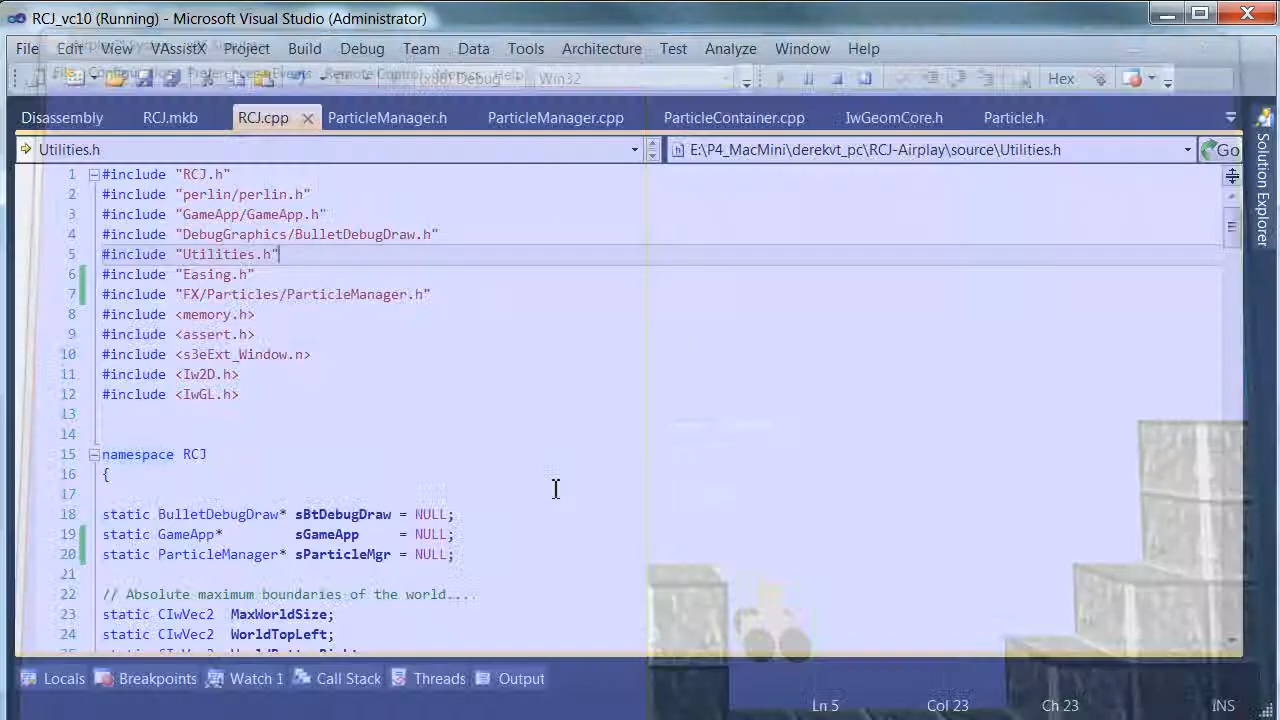 RCJ_vc10 (Running) - Microsoft Visual Studio (Administrator)
File Edit View VAssistX Project Build Debug Team Data Tools Architecture Test Analyze Window Help
Debug Win32 Hex
Disassembly RCJ.mkb RCJ.cpp ParticleManager.h ParticleManager.cpp ParticleContainer.cpp IwGeomCore.h Particle.h
Utilities.h E:\P4_MacMini\derekvt_pc\RCJ-Airplay\source\Utilities.h Go
Solution Explorer
1 #include "RCJ.h"
2 #include "perlin/perlin.h"
3 #include "GameApp/GameApp.h"
4 #include "DebugGraphics/BulletDebugDraw.h"
5 #include "Utilities.h"
6 #include "Easing.h"
7 #include "FX/Particles/ParticleManager.h"
8 #include <memory.h>
9 #include <assert.h>
10 #include <s3eExt_Window.n>
11 #include <Iw2D.h>
12 #include <IwGL.h>
13
14
15 namespace RCJ
16 {
17
18 static BulletDebugDraw* sBtDebugDraw = NULL;
19 static GameApp* sGameApp = NULL;
20 static ParticleManager* sParticleMgr = NULL;
21
22 // Absolute maximum boundaries of the world....
23 static CIwVec2 MaxWorldSize;
24 static CIwVec2 WorldTopLeft;
Locals Breakpoints Watch 1 Call Stack Threads Output
Ln 5 Col 23 Ch 23 INS